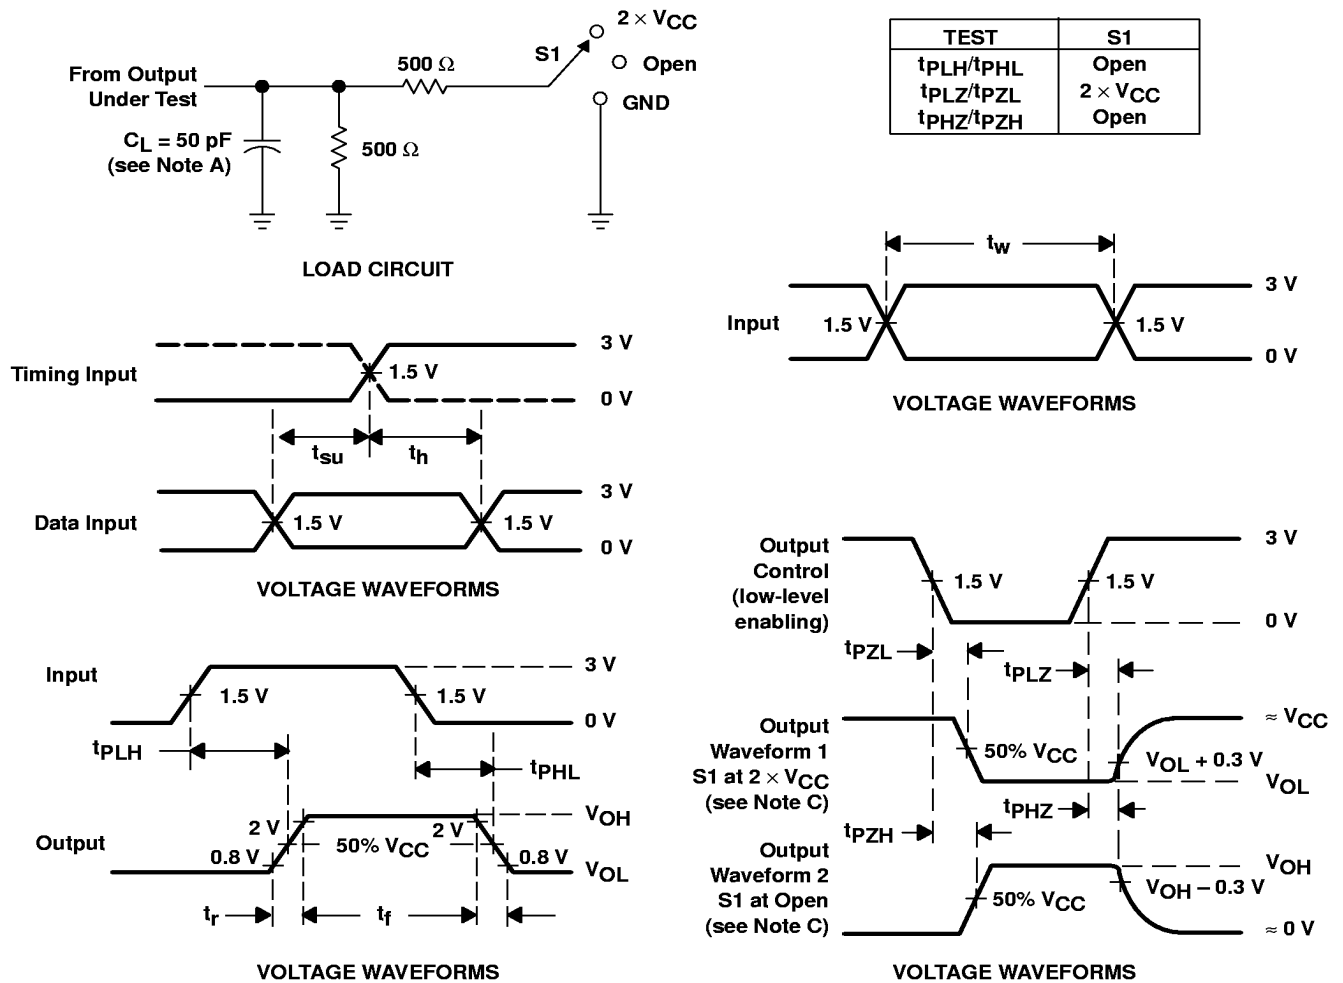 2 × VCC
S1
500 Ω
Open
From Output
Under Test
GND
CL = 50 pF
(see Note A)
500 Ω
LOAD CIRCUIT
TEST S1
tPLH/tPHL Open
tPLZ/tPZL 2 × VCC
tPHZ/tPZH Open
tw
3 V
Input
1.5 V
1.5 V
0 V
VOLTAGE WAVEFORMS
3 V
Timing Input
1.5 V
0 V
tsu
th
3 V
Data Input
1.5 V
1.5 V
0 V
VOLTAGE WAVEFORMS
Output
Control
(low-level
enabling)
3 V
1.5 V
1.5 V
0 V
tPZL
tPLZ
Output
Waveform 1
S1 at 2 × VCC
(see Note C)
≈ VCC
50% VCC
VOL + 0.3 V
VOL
tPHZ
tPZH
Output
Waveform 2
S1 at Open
(see Note C)
VOH
VOH – 0.3 V
50% VCC
≈ 0 V
VOLTAGE WAVEFORMS
Input
3 V
1.5 V
1.5 V
0 V
tPLH
tPHL
Output
VOH
2 V
2 V
50% VCC
0.8 V
0.8 V
VOL
tr
tf
VOLTAGE WAVEFORMS